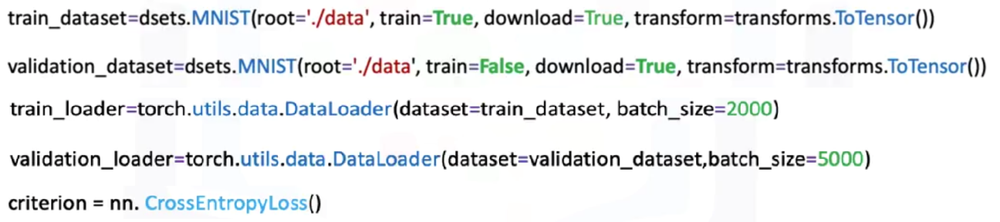 train_dataset=dsets.MNIST(root='./data', train=True, download=True, transform=transforms.ToTensor())
validation_dataset=dsets.MNIST(root='./data', train=False, download=True, transform=transforms.ToTensor())
train_loader=torch.utils.data.DataLoader(dataset=train_dataset, batch_size=2000)
validation_loader=torch.utils.data.DataLoader(dataset=validation_dataset,batch_size=5000)
criterion = nn. CrossEntropyLoss()